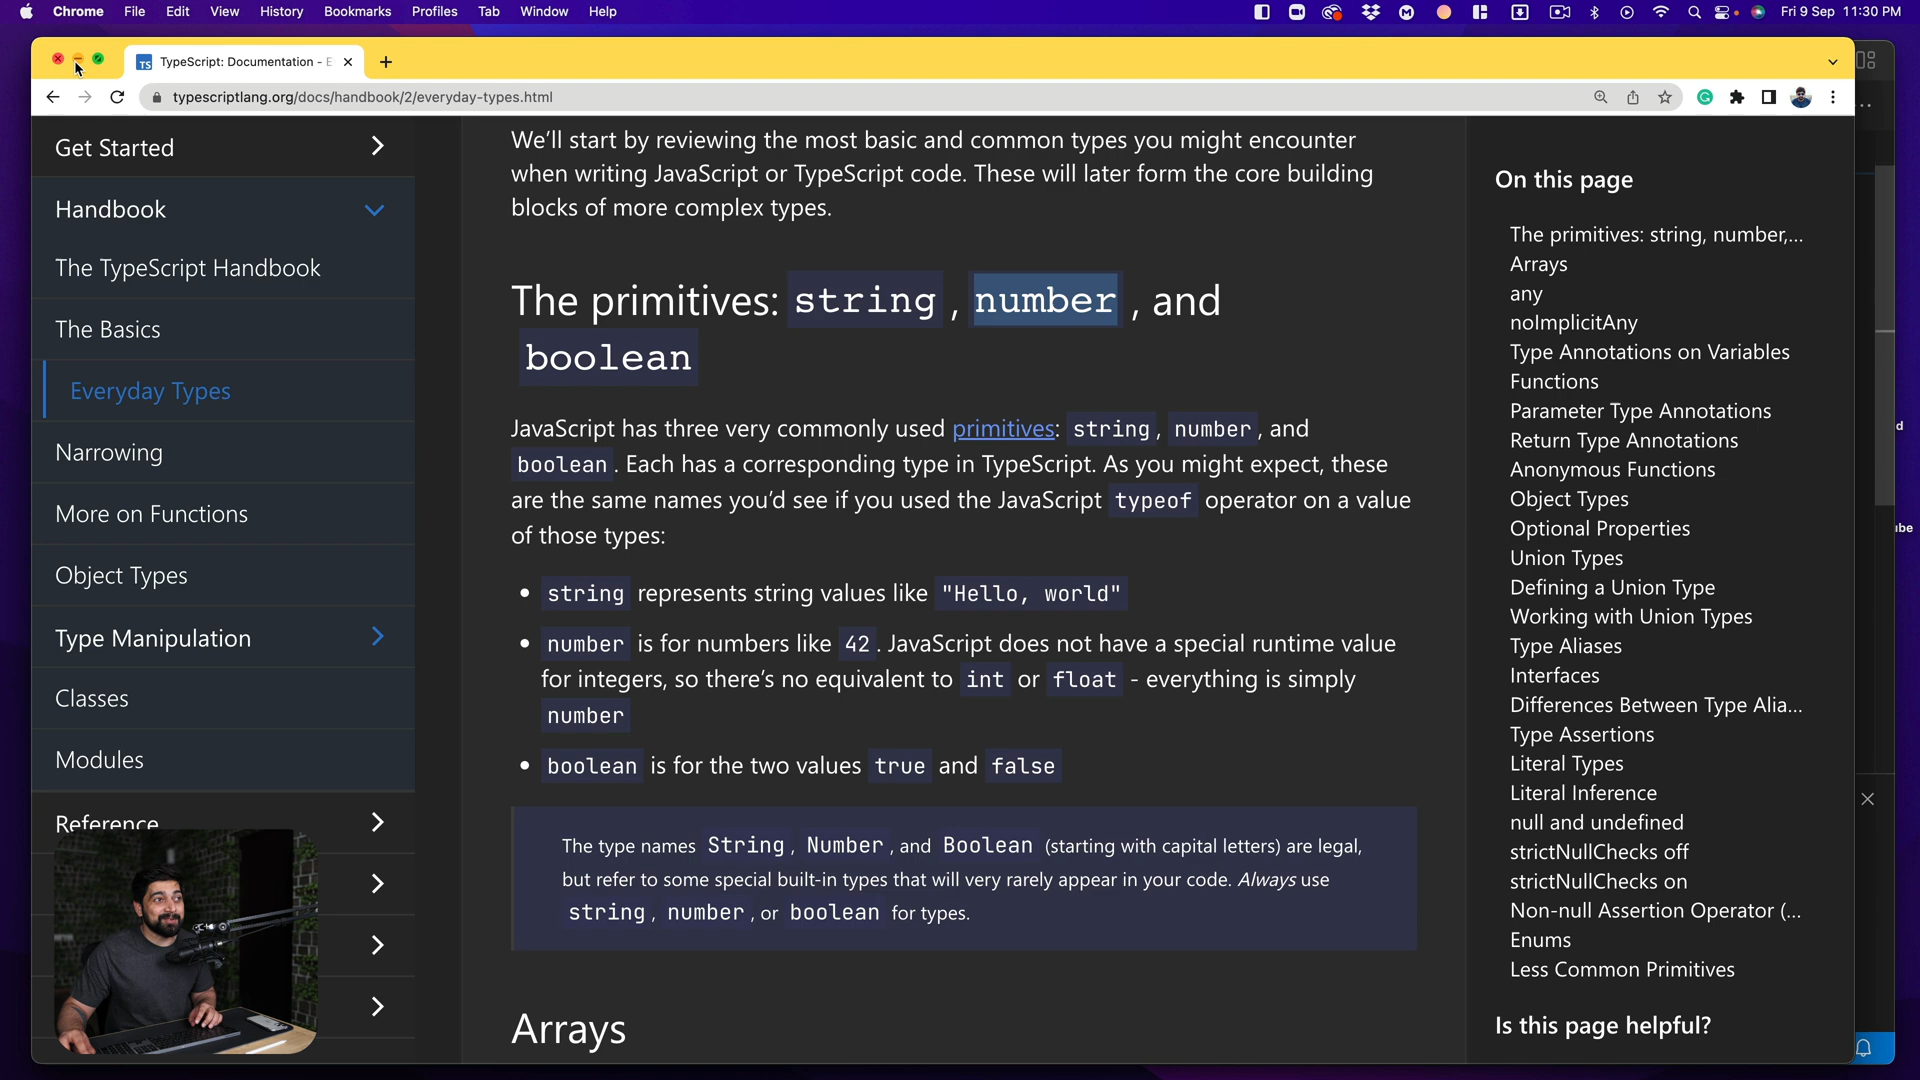 Chrome File Edit View History Bookmarks Profiles Tab Window Help
Fri 9 Sep 11:30 PM
TS TypeScript: Documentation - E
typescriptlang.org/docs/handbook/2/everyday-types.html
Get Started
Handbook
The TypeScript Handbook
The Basics
Everyday Types
Narrowing
More on Functions
Object Types
Type Manipulation
Classes
Modules
Reference
We'll start by reviewing the most basic and common types you might encounter
when writing JavaScript or TypeScript code. These will later form the core building
blocks of more complex types.
The primitives: string, number, and
boolean
JavaScript has three very commonly used primitives: string, number, and
boolean. Each has a corresponding type in TypeScript. As you might expect, these
are the same names you'd see if you used the JavaScript typeof operator on a value
of those types:
• string represents string values like "Hello, world"
• number is for numbers like 42. JavaScript does not have a special runtime value
for integers, so there's no equivalent to int or float - everything is simply
number
• boolean is for the two values true and false
The type names String, Number, and Boolean (starting with capital letters) are legal,
but refer to some special built-in types that will very rarely appear in your code. Always use
string, number, or boolean for types.
Arrays
On this page
The primitives: string, number,...
Arrays
any
noImplicitAny
Type Annotations on Variables
Functions
Parameter Type Annotations
Return Type Annotations
Anonymous Functions
Object Types
Optional Properties
Union Types
Defining a Union Type
Working with Union Types
Type Aliases
Interfaces
Differences Between Type Alia...
Type Assertions
Literal Types
Literal Inference
null and undefined
strictNullChecks off
strictNullChecks on
Non-null Assertion Operator (...
Enums
Less Common Primitives
Is this page helpful?